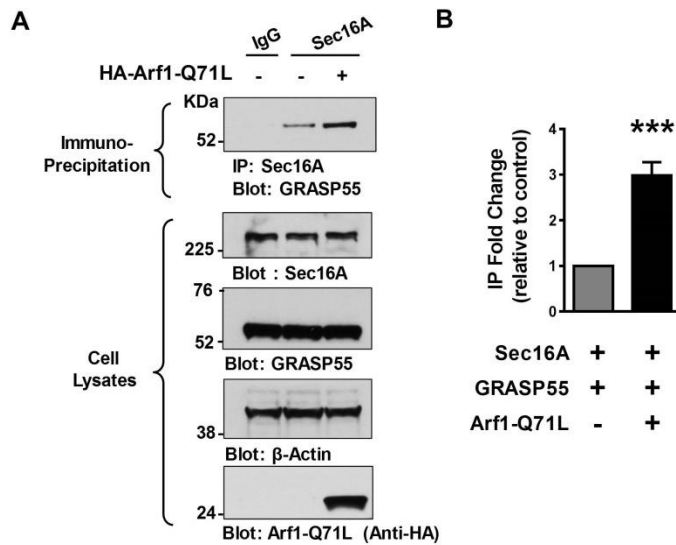 A
IgG
Sec16A
HA-Arf1-Q71L
- - +
KDa
52
Immuno-
Precipitation
IP: Sec16A
Blot: GRASP55
225
Blot : Sec16A
76
52
Cell
Lysates
Blot: GRASP55
38
Blot: β-Actin
24
Blot: Arf1-Q71L (Anti-HA)
B
***
4
3
2
1
0
IP Fold Change
(relative to control)
Sec16A + +
GRASP55 + +
Arf1-Q71L - +